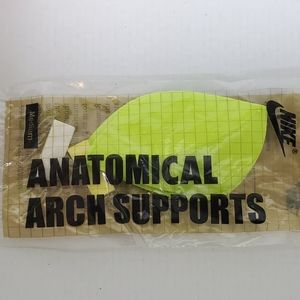 Medium
NIKE
ANATOMICAL
ARCH SUPPORTS